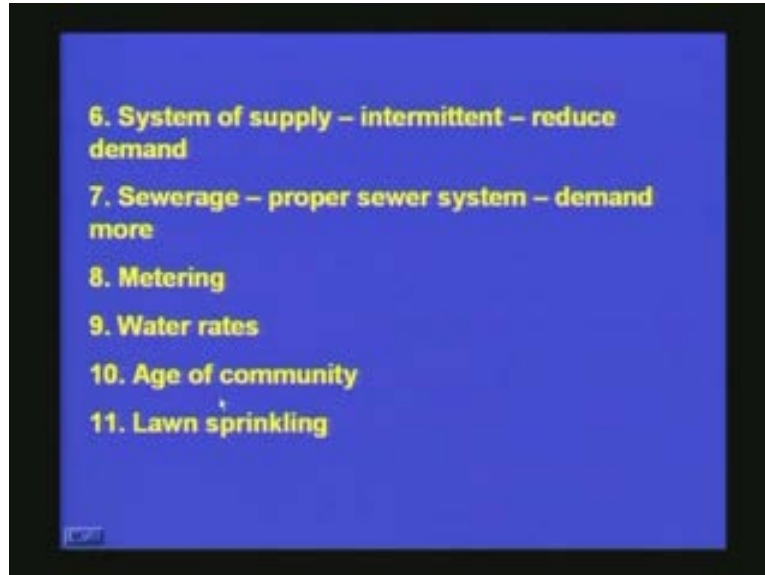 6. System of supply – intermittent – reduce
demand
7. Sewerage – proper sewer system – demand
more
8. Metering
9. Water rates
10. Age of community
11. Lawn sprinkling